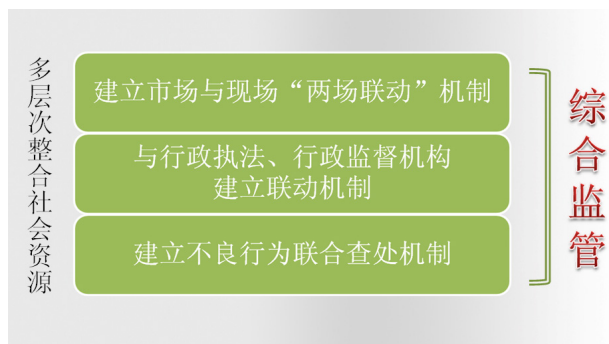 多层次整合社会资源
建立市场与现场“两场联动”机制
与行政执法、行政监督机构
建立联动机制
建立不良行为联合查处机制
综合监管